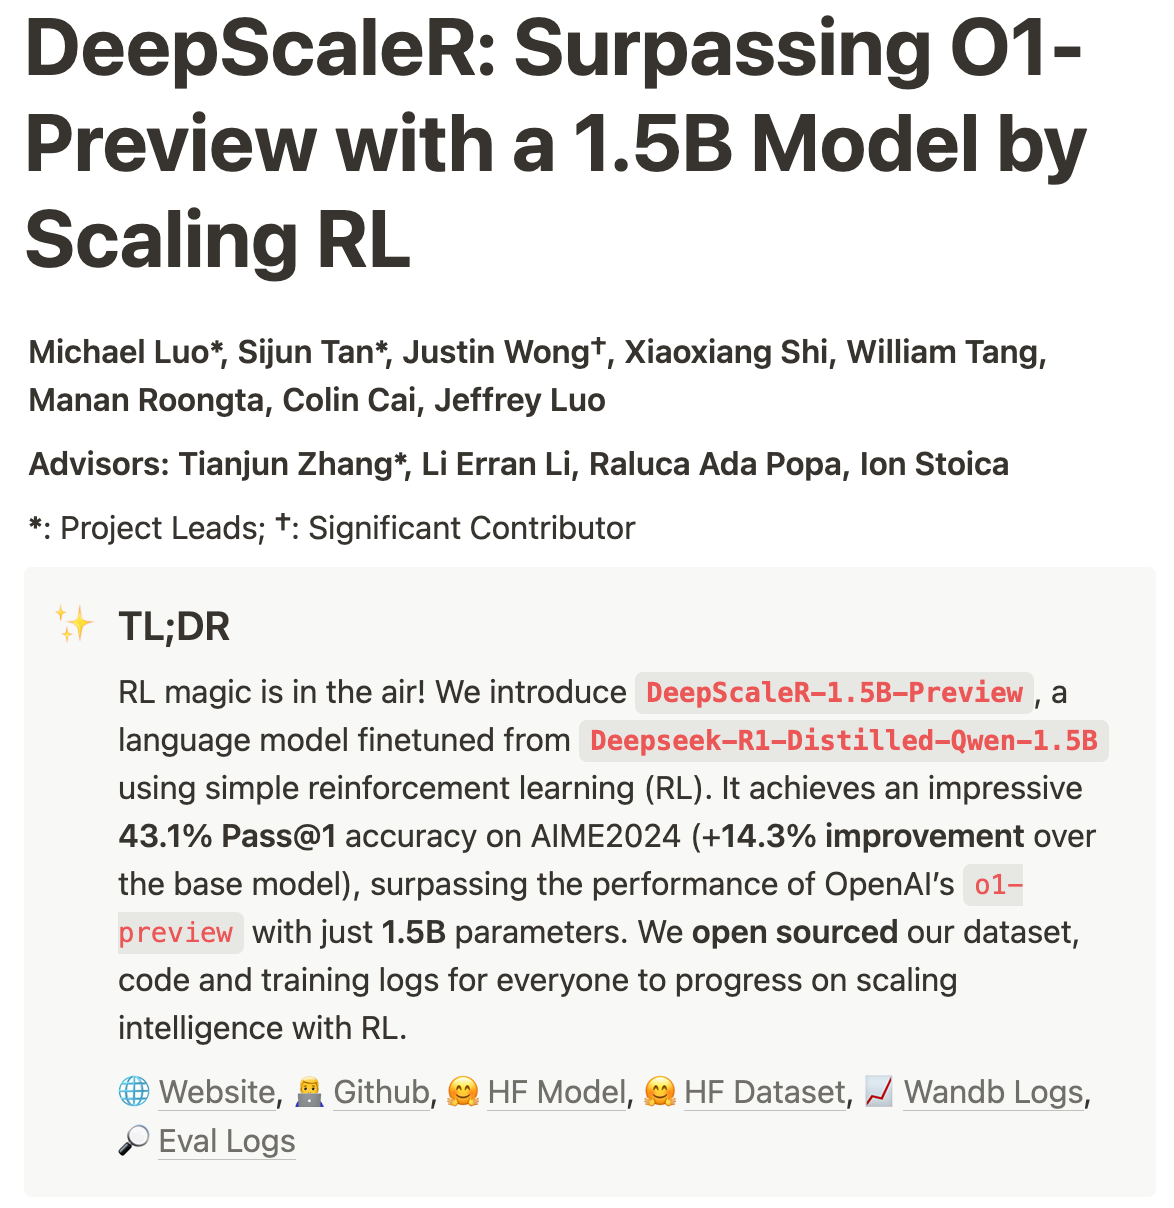 DeepScaleR: Surpassing O1-
Preview with a 1.5B Model by
Scaling RL
Michael Luo*, Sijun Tan*, Justin Wong†, Xiaoxiang Shi, William Tang,
Manan Roongta, Colin Cai, Jeffrey Luo
Advisors: Tianjun Zhang*, Li Erran Li, Raluca Ada Popa, Ion Stoica
*: Project Leads; †: Significant Contributor
✨ TL;DR
RL magic is in the air! We introduce DeepScaleR-1.5B-Preview, a
language model finetuned from Deepseek-R1-Distilled-Qwen-1.5B
using simple reinforcement learning (RL). It achieves an impressive
43.1% Pass@1 accuracy on AIME2024 (+14.3% improvement over
the base model), surpassing the performance of OpenAI’s o1-
preview with just 1.5B parameters. We open sourced our dataset,
code and training logs for everyone to progress on scaling
intelligence with RL.
🌐 Website, 👨‍💻 Github, 🤗 HF Model, 🤗 HF Dataset, 📈 Wandb Logs,
🔎 Eval Logs